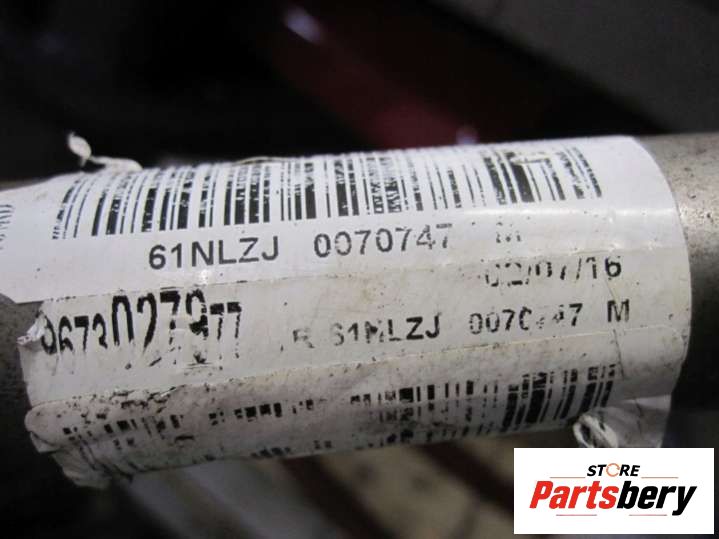 61NLZJ 0070747 M
02/07/16
9673027977
R 61NLZJ 0070747 M
STORE
Partsbery